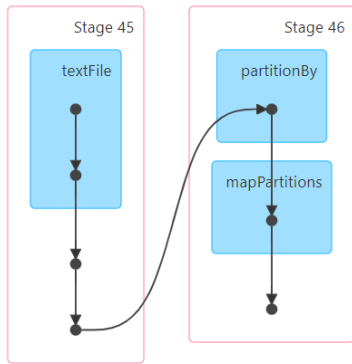 Stage 45
textFile
Stage 46
partitionBy
mapPartitions